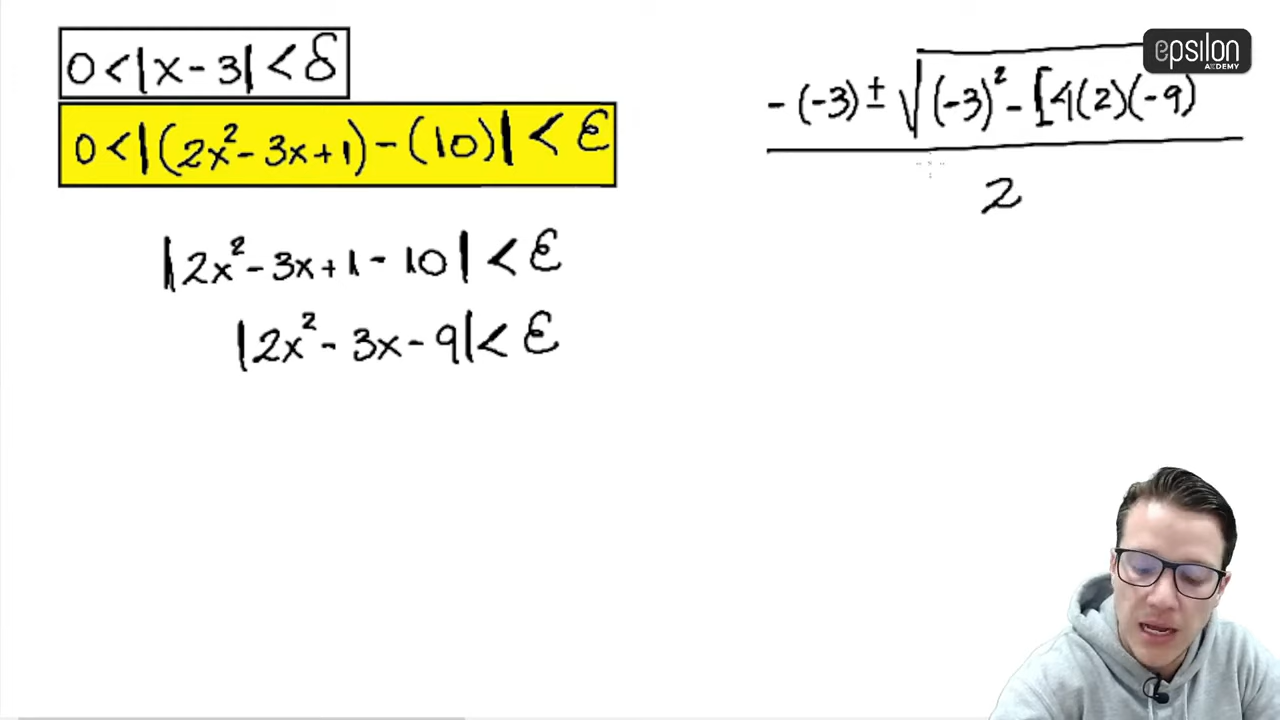 0 < |x - 3| < δ
0 < |(2x² - 3x + 1) - (10)| < ε
|2x² - 3x + 1 - 10| < ε
|2x² - 3x - 9| < ε
epsilon
ACADEMY
- (-3) ± √(-3)² - [4(2)(-9)
2